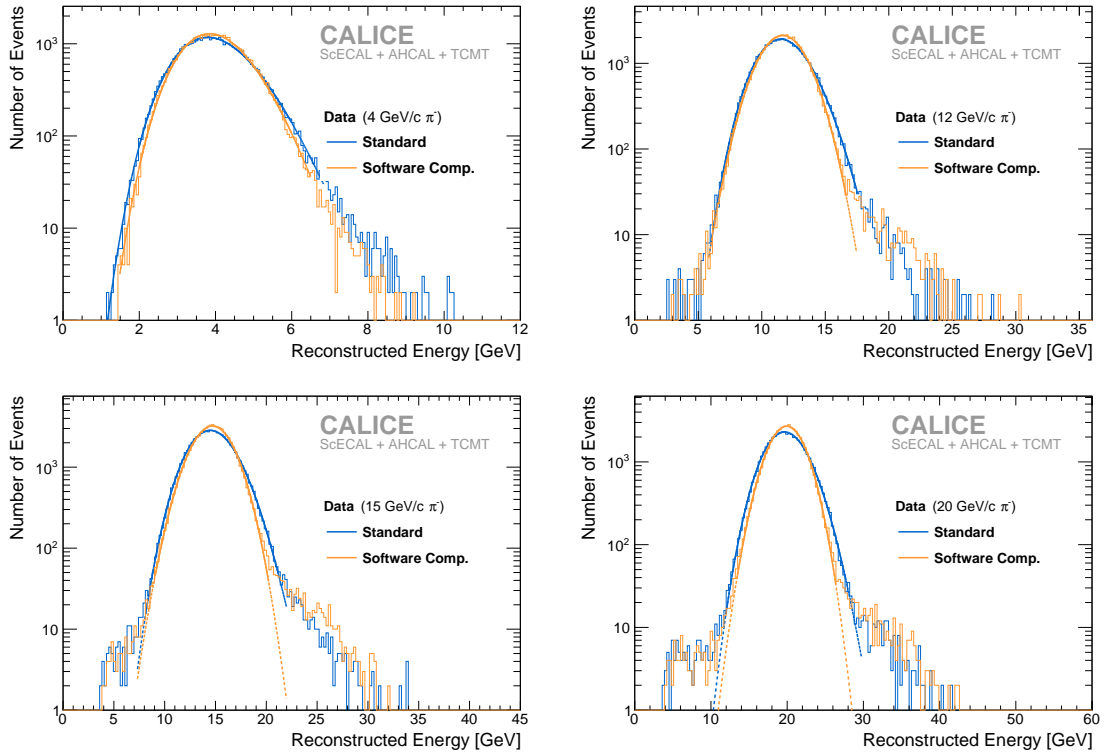 Number of Events
10³
10²
10
1
CALICE
ScECAL + AHCAL + TCMT
Data (4 GeV/c π⁻)
Standard
Software Comp.
0 2 4 6 8 10 12
Reconstructed Energy [GeV]
Number of Events
10³
10²
10
1
CALICE
ScECAL + AHCAL + TCMT
Data (12 GeV/c π⁻)
Standard
Software Comp.
0 5 10 15 20 25 30 35
Reconstructed Energy [GeV]
Number of Events
10³
10²
10
1
CALICE
ScECAL + AHCAL + TCMT
Data (15 GeV/c π⁻)
Standard
Software Comp.
0 5 10 15 20 25 30 35 40 45
Reconstructed Energy [GeV]
Number of Events
10³
10²
10
1
CALICE
ScECAL + AHCAL + TCMT
Data (20 GeV/c π⁻)
Standard
Software Comp.
0 10 20 30 40 50 60
Reconstructed Energy [GeV]